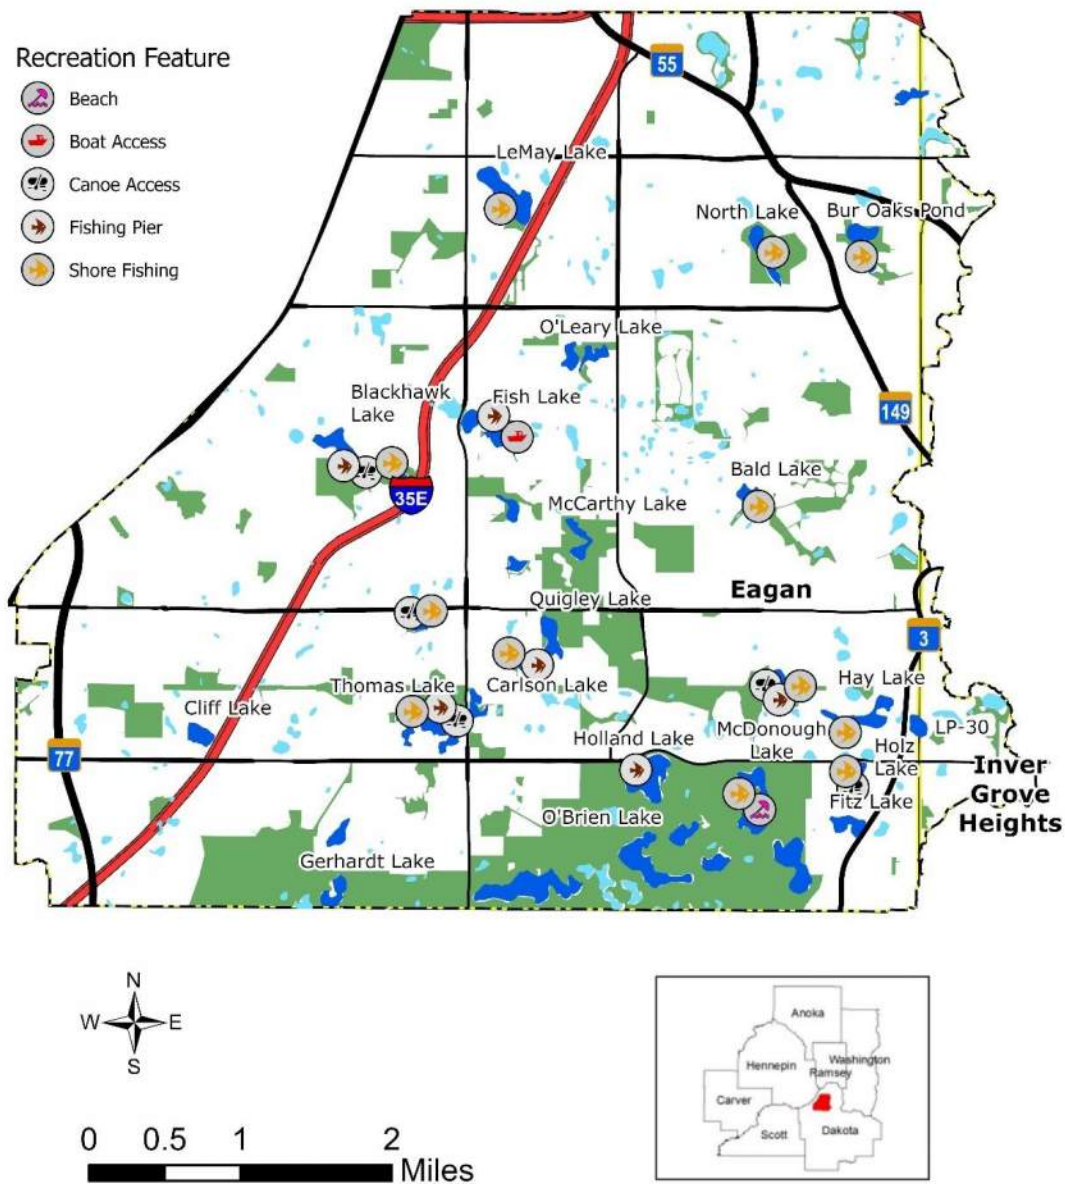 Recreation Feature
Beach
Boat Access
Canoe Access
Fishing Pier
Shore Fishing
55
LeMay Lake
North Lake
Bur Oaks Pond
O'Leary Lake
Blackhawk
Lake
Fish Lake
149
35E
Bald Lake
McCarthy Lake
Eagan
Quigley Lake
3
Thomas Lake
Carlson Lake
Hay Lake
Cliff Lake
McDonough
Lake
LP-30
77
Holland Lake
Holz
Lake
Inver
Grove
Heights
Fitz Lake
O'Brien Lake
Gerhardt Lake
N
W
E
S
0 0.5 1 2
Miles
Anoka
Hennepin
Washington
Ramsey
Carver
Scott
Dakota